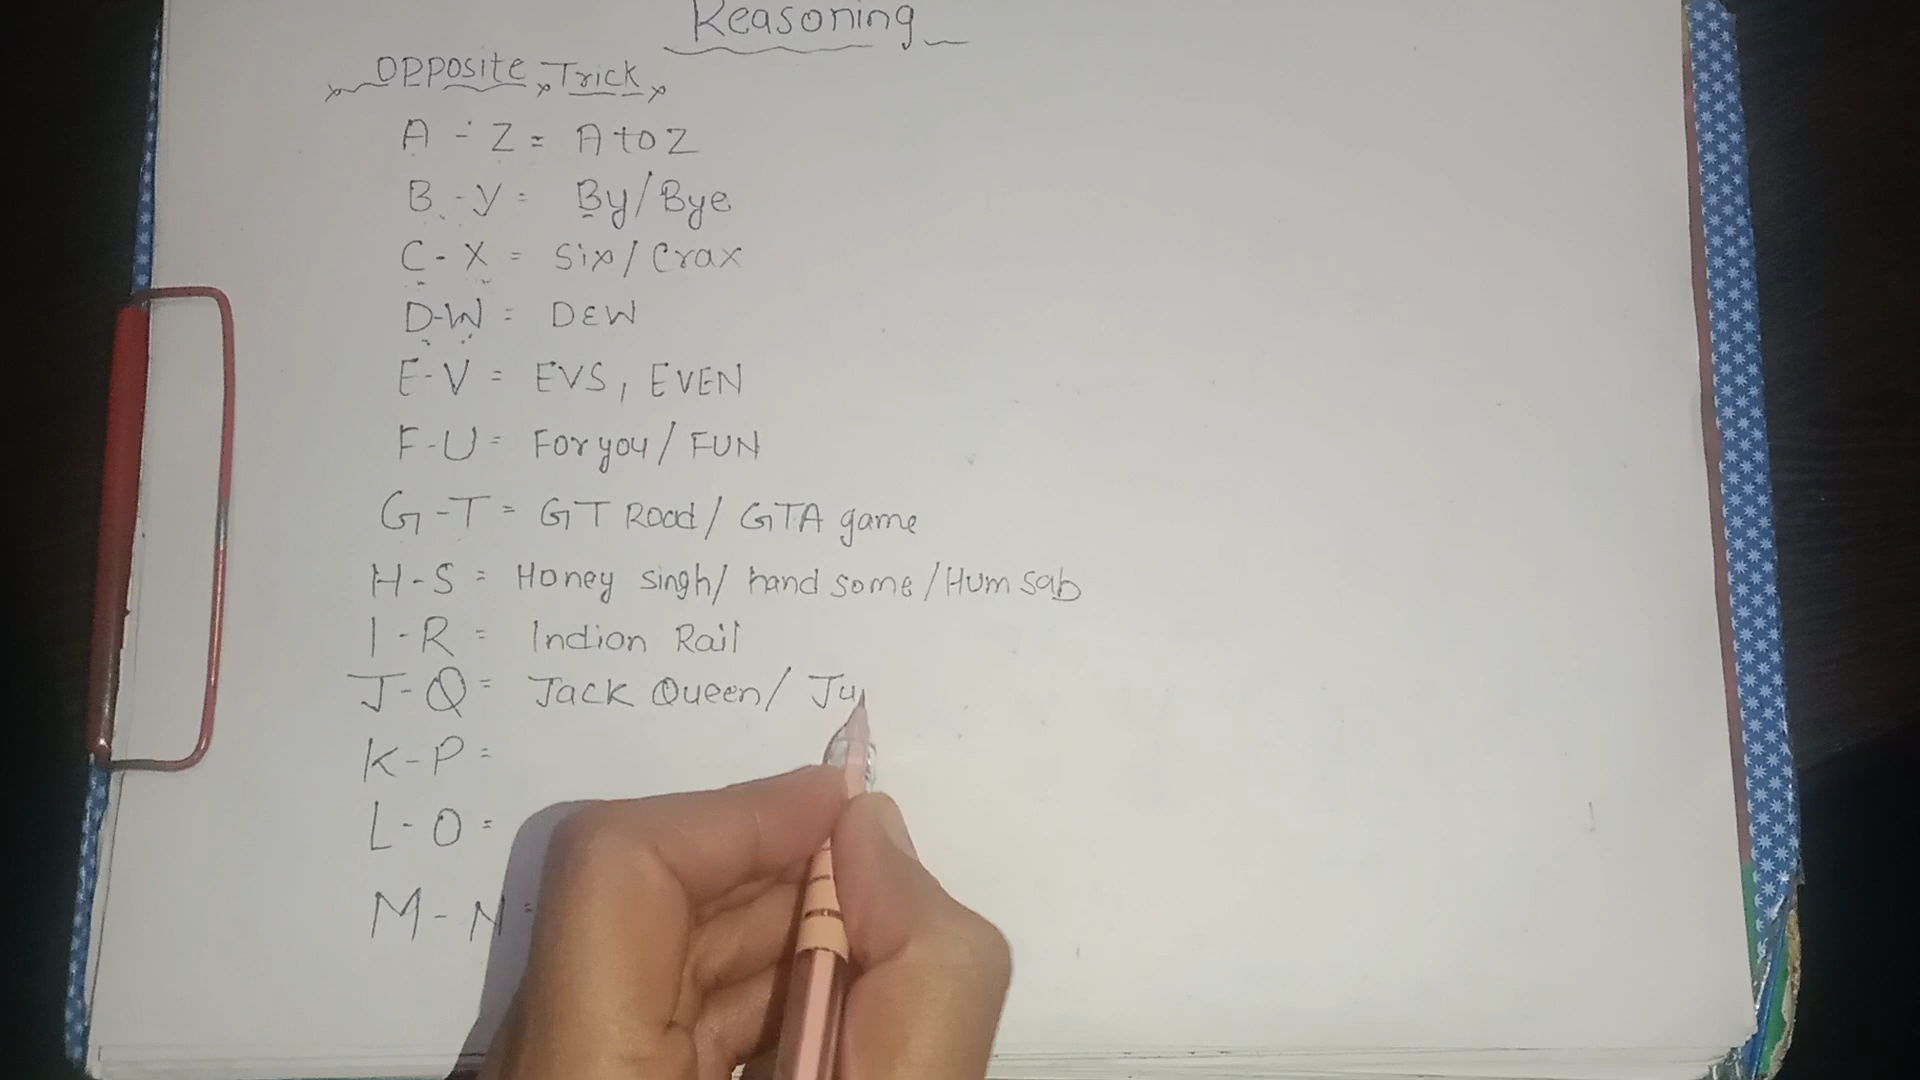 Reasoning
Opposite Trick
A - Z = A to Z
B - y = By/Bye
C - X = Six / Crax
D-W = DEW
E-V = EVS, EVEN
F-U = For you / FUN
G-T = GT Road / GTA game
H-S = Honey singh/ hand some / Hum sab
I - R = Indian Rail
J-Q = Jack Queen/ Ju
K-P =
L-O =
M-N =